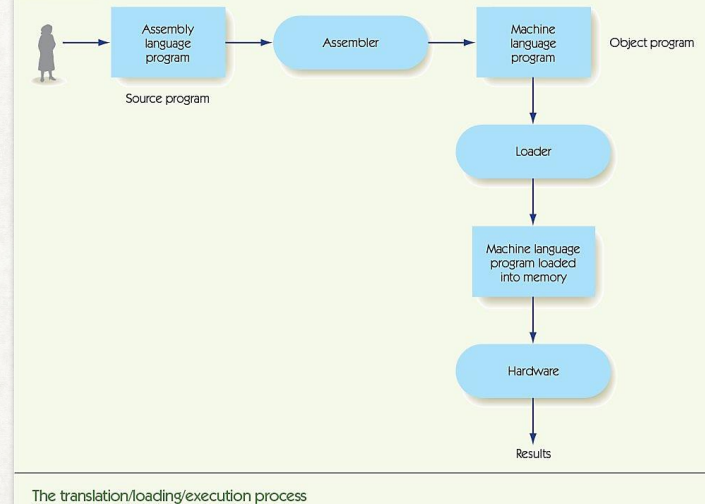 Assembly
language
program
Assembler
Machine
language
program
Object program
Source program
Loader
Machine language
program loaded
into memory
Hardware
Results
The translation/loading/execution process